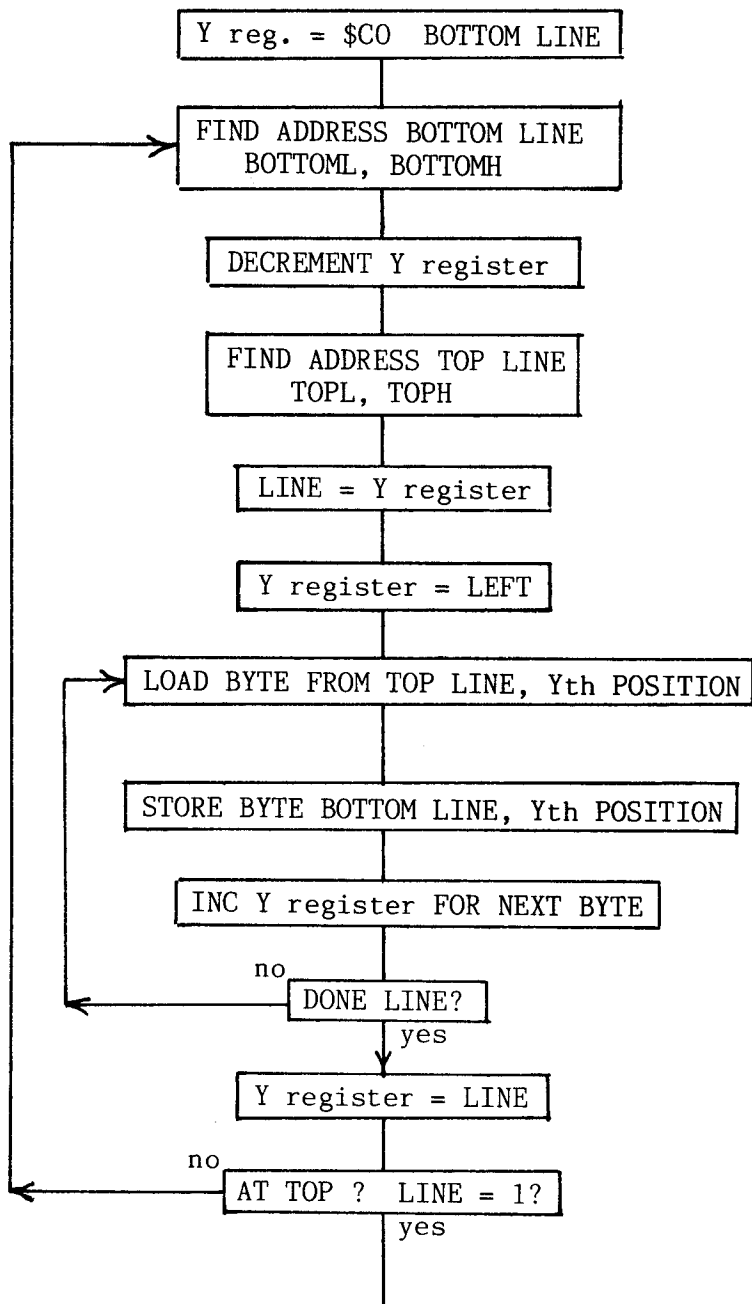 Y reg. = $CO BOTTOM LINE
FIND ADDRESS BOTTOM LINE
BOTTOML, BOTTOMH
DECREMENT Y register
FIND ADDRESS TOP LINE
TOPL, TOPH
LINE = Y register
Y register = LEFT
LOAD BYTE FROM TOP LINE, Yth POSITION
STORE BYTE BOTTOM LINE, Yth POSITION
INC Y register FOR NEXT BYTE
no
DONE LINE?
yes
Y register = LINE
no
AT TOP ? LINE = 1?
yes